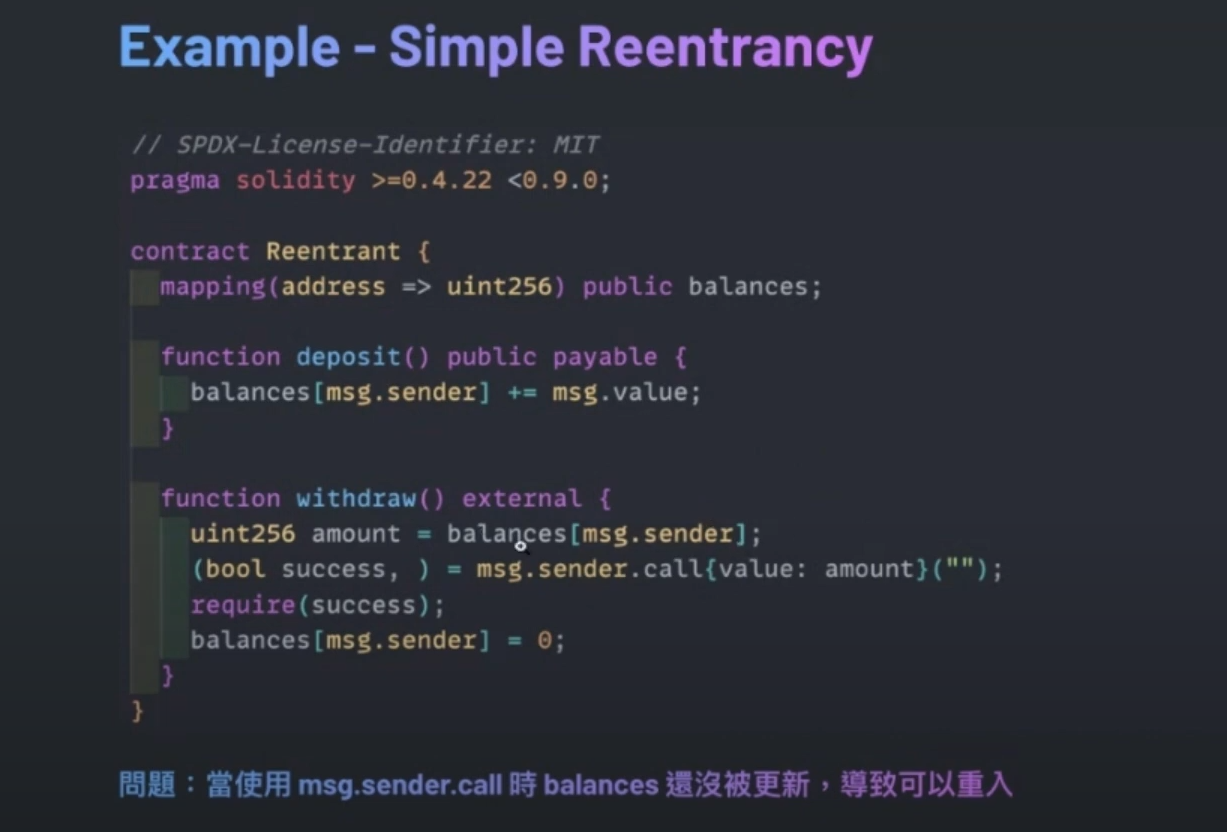 Example - Simple Reentrancy
// SPDX-License-Identifier: MIT
pragma solidity >=0.4.22 <0.9.0;
contract Reentrant {
mapping(address => uint256) public balances;
function deposit() public payable {
balances[msg.sender] += msg.value;
}
function withdraw() external {
uint256 amount = balances[msg.sender];
(bool success, ) = msg.sender.call{value: amount}("");
require(success);
balances[msg.sender] = 0;
}
}
問題：當使用 msg.sender.call 時 balances 還沒被更新，導致可以重入